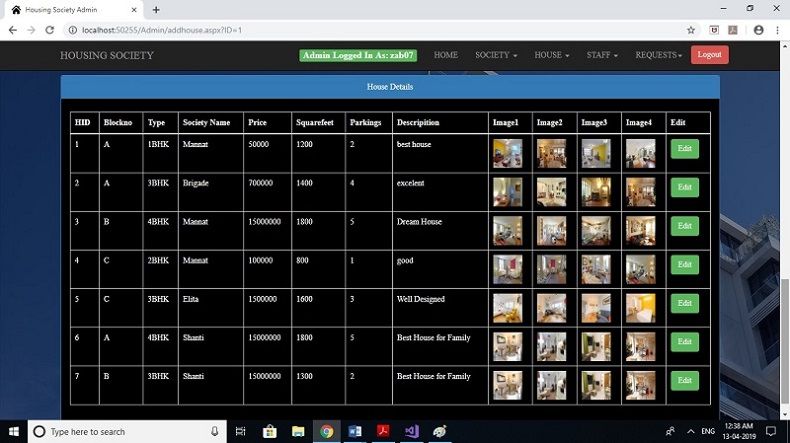 Housing Society Admin
localhost:50255/Admin/addhouse.aspx?ID=1
HOUSING SOCIETY Admin Logged In As: zab07 HOME SOCIETY HOUSE STAFF REQUESTS Logout
House Details
HID Blockno Type Society Name Price Squarefeet Parkings Descripition Image1 Image2 Image3 Image4 Edit
1 A 1BHK Mannat 50000 1200 2 best house Edit
2 A 3BHK Brigade 700000 1400 4 excelent Edit
3 B 4BHK Mannat 15000000 1800 5 Dream House Edit
4 C 2BHK Mannat 100000 800 1 good Edit
5 C 3BHK Elita 1500000 1600 3 Well Designed Edit
6 A 4BHK Shanti 15000000 1800 5 Best House for Family Edit
7 B 3BHK Shanti 15000000 1300 2 Best House for Family Edit
Type here to search
ENG
12:38 AM
13-04-2019